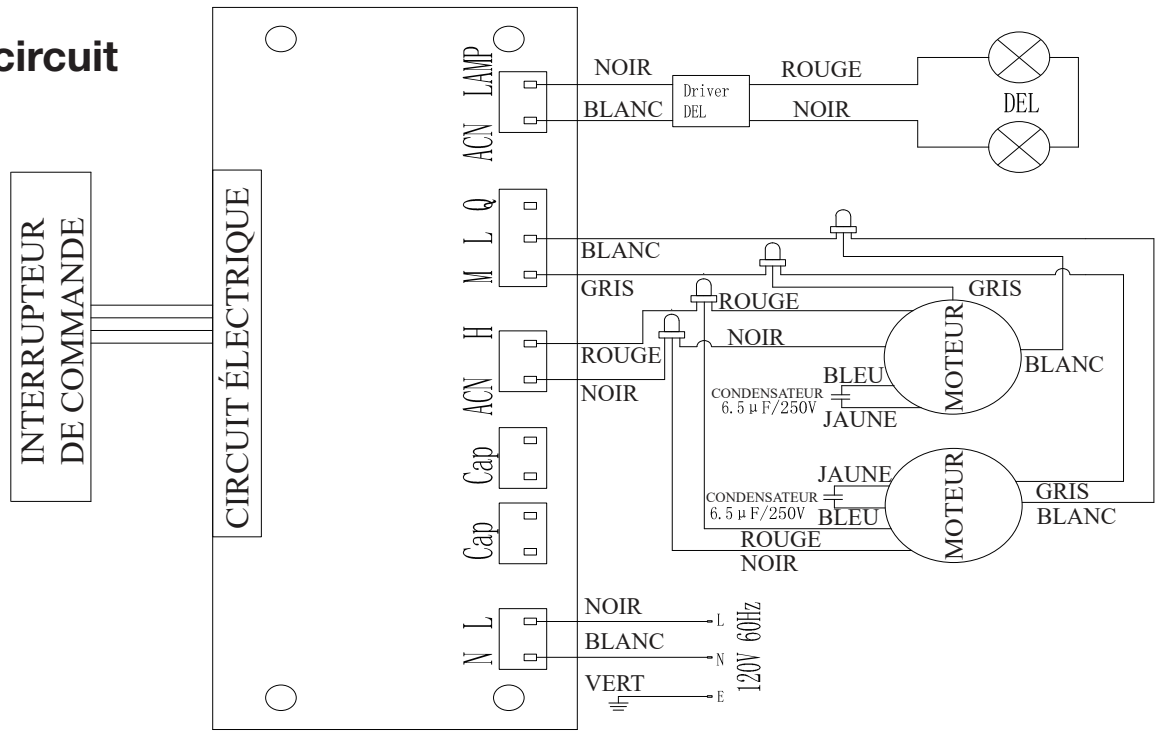 circuit
INTERRUPTEUR
DE COMMANDE
CIRCUIT ÉLECTRIQUE
LAMP
ACN
NOIR
BLANC
Driver
DEL
ROUGE
NOIR
DEL
Q
L
M
BLANC
GRIS
H
ACN
ROUGE
NOIR
ROUGE
NOIR
GRIS
MOTEUR
BLANC
BLEU
CONDENSATEUR
6.5µF/250V
JAUNE
Cap
Cap
JAUNE
CONDENSATEUR
6.5µF/250V
BLEU
ROUGE
NOIR
MOTEUR
GRIS
BLANC
L
N
NOIR
BLANC
VERT
L
N
E
120V 60Hz